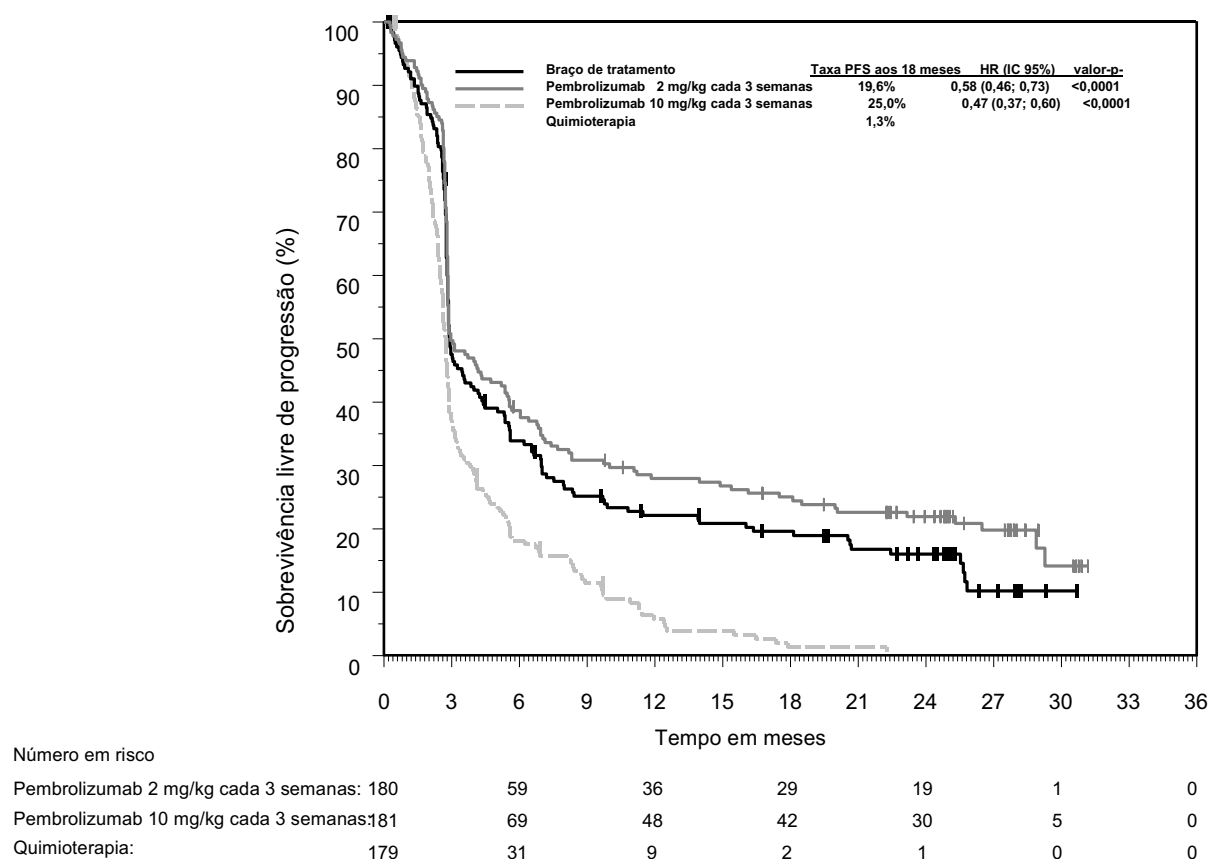 Braço de tratamento Taxa PFS aos 18 meses HR (IC 95%) valor-p-
Pembrolizumab 2 mg/kg cada 3 semanas 19,6% 0,58 (0,46; 0,73) <0,0001
Pembrolizumab 10 mg/kg cada 3 semanas 25,0% 0,47 (0,37; 0,60) <0,0001
Quimioterapia 1,3%
Sobrevivência livre de progressão (%)
100
90
80
70
60
50
40
30
20
10
0
0 3 6 9 12 15 18 21 24 27 30 33 36
Tempo em meses
Número em risco
Pembrolizumab 2 mg/kg cada 3 semanas: 180 59 36 29 19 1 0
Pembrolizumab 10 mg/kg cada 3 semanas:181 69 48 42 30 5 0
Quimioterapia: 179 31 9 2 1 0 0